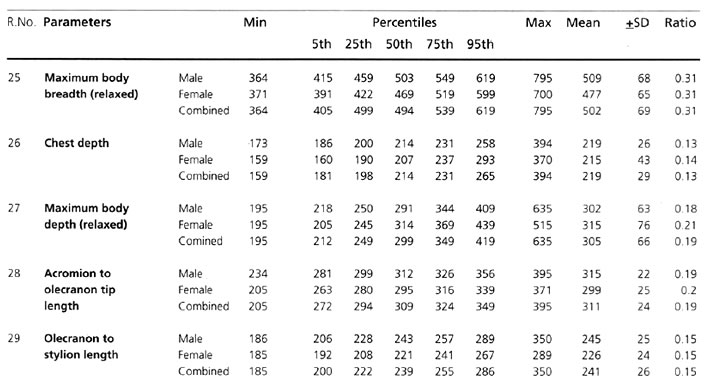 R.No. Parameters Min Percentiles Max Mean ±SD Ratio
5th 25th 50th 75th 95th
25 Maximum body Male 364 415 459 503 549 619 795 509 68 0.31
breadth (relaxed) Female 371 391 422 469 519 599 700 477 65 0.31
Combined 364 405 499 494 539 619 795 502 69 0.31
26 Chest depth Male 173 186 200 214 231 258 394 219 26 0.13
Female 159 160 190 207 237 293 370 215 43 0.14
Combined 159 181 198 214 231 265 394 219 29 0.13
27 Maximum body Male 195 218 250 291 344 409 635 302 63 0.18
depth (relaxed) Female 195 205 245 314 369 439 515 315 76 0.21
Comined 195 212 249 299 349 419 635 305 66 0.19
28 Acromion to Male 234 281 299 312 326 356 395 315 22 0.19
olecranon tip Female 205 263 280 295 316 339 371 299 25 0.2
length Combined 205 272 294 309 324 349 395 311 24 0.19
29 Olecranon to Male 186 206 228 243 257 289 350 245 25 0.15
stylion length Female 185 192 208 221 241 267 289 226 24 0.15
Combined 185 200 222 239 255 286 350 241 26 0.15